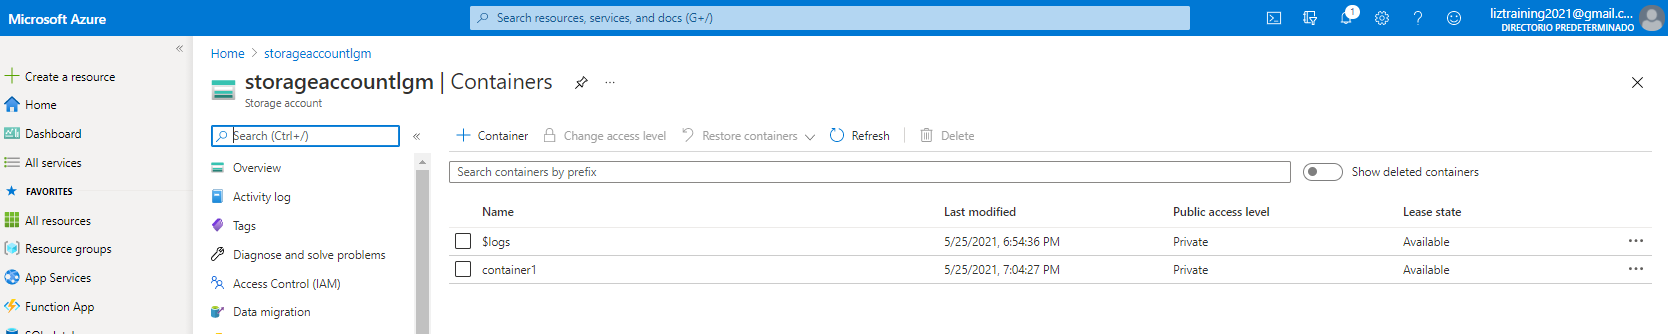 Microsoft Azure
Search resources, services, and docs (G+/)
1
liztraining2021@gmail.c...
DIRECTORIO PREDETERMINADO
Home > storageaccountlgm
storageaccountlgm | Containers
Storage account
Create a resource
Home
Dashboard
All services
FAVORITES
All resources
Resource groups
App Services
Function App
Search (Ctrl+/)
Overview
Activity log
Tags
Diagnose and solve problems
Access Control (IAM)
Data migration
Container Change access level Restore containers Refresh Delete
Search containers by prefix
Show deleted containers
Name Last modified Public access level Lease state
$logs 5/25/2021, 6:54:36 PM Private Available
container1 5/25/2021, 7:04:27 PM Private Available